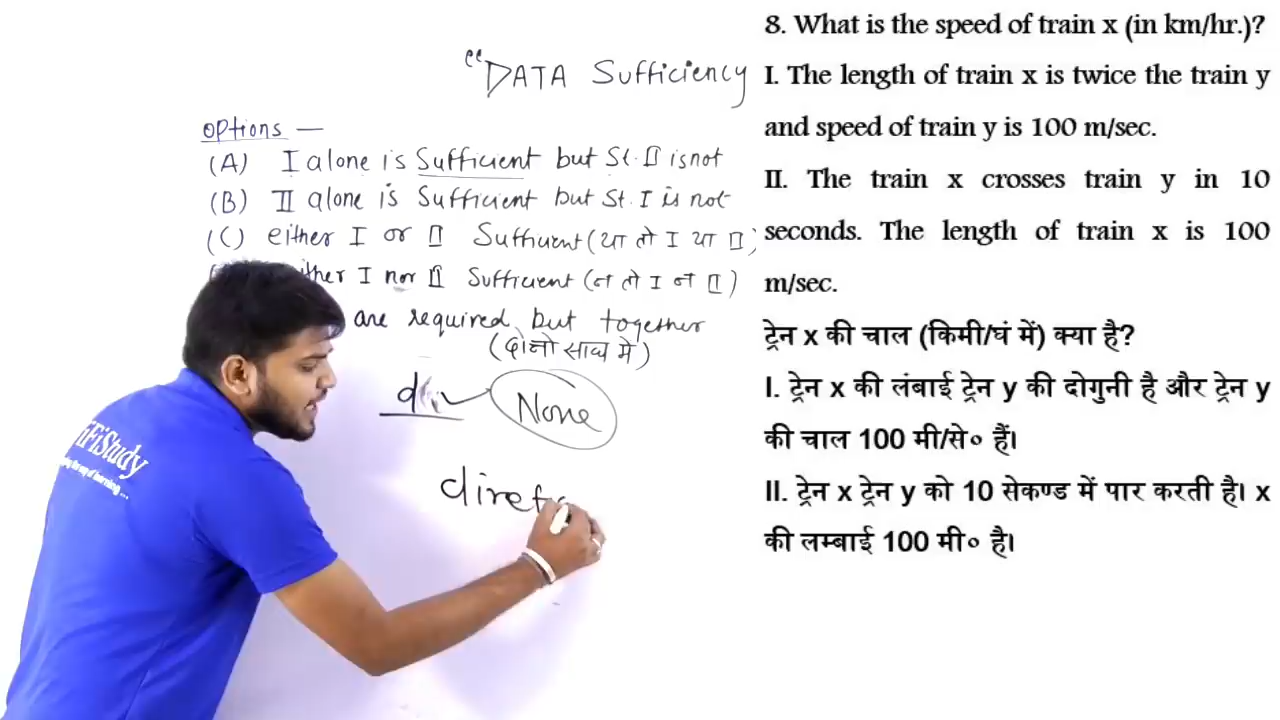 “DATA Sufficiency
options —
(A) I alone is Sufficient but St. II is not
(B) II alone is Sufficient but St. I is not
(C) either I or II Sufficient (या तो I या II)
I nor II Sufficient (न तो I न II)
are required, but together
(दोनो साथ मे)
None
8. What is the speed of train x (in km/hr.)?
I. The length of train x is twice the train y
and speed of train y is 100 m/sec.
II. The train x crosses train y in 10
seconds. The length of train x is 100
m/sec.
ट्रेन x की चाल (किमी/घं में) क्या है?
I. ट्रेन x की लंबाई ट्रेन y की दोगुनी है और ट्रेन y
की चाल 100 मी/से० हैं।
II. ट्रेन x ट्रेन y को 10 सेकण्ड में पार करती है। x
की लम्बाई 100 मी० है।